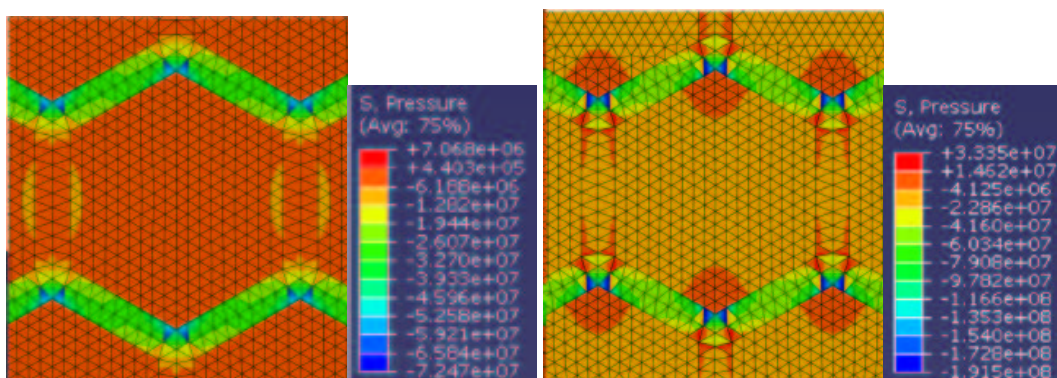 S, Pressure
(Avg: 75%)
+7.068e+06
+4.403e+05
-6.188e+06
-1.282e+07
-1.944e+07
-2.607e+07
-3.270e+07
-3.933e+07
-4.596e+07
-5.258e+07
-5.921e+07
-6.584e+07
-7.247e+07
S, Pressure
(Avg: 75%)
+3.335e+07
+1.462e+07
-4.125e+06
-2.286e+07
-4.160e+07
-6.034e+07
-7.908e+07
-9.782e+07
-1.166e+08
-1.353e+08
-1.540e+08
-1.728e+08
-1.915e+08